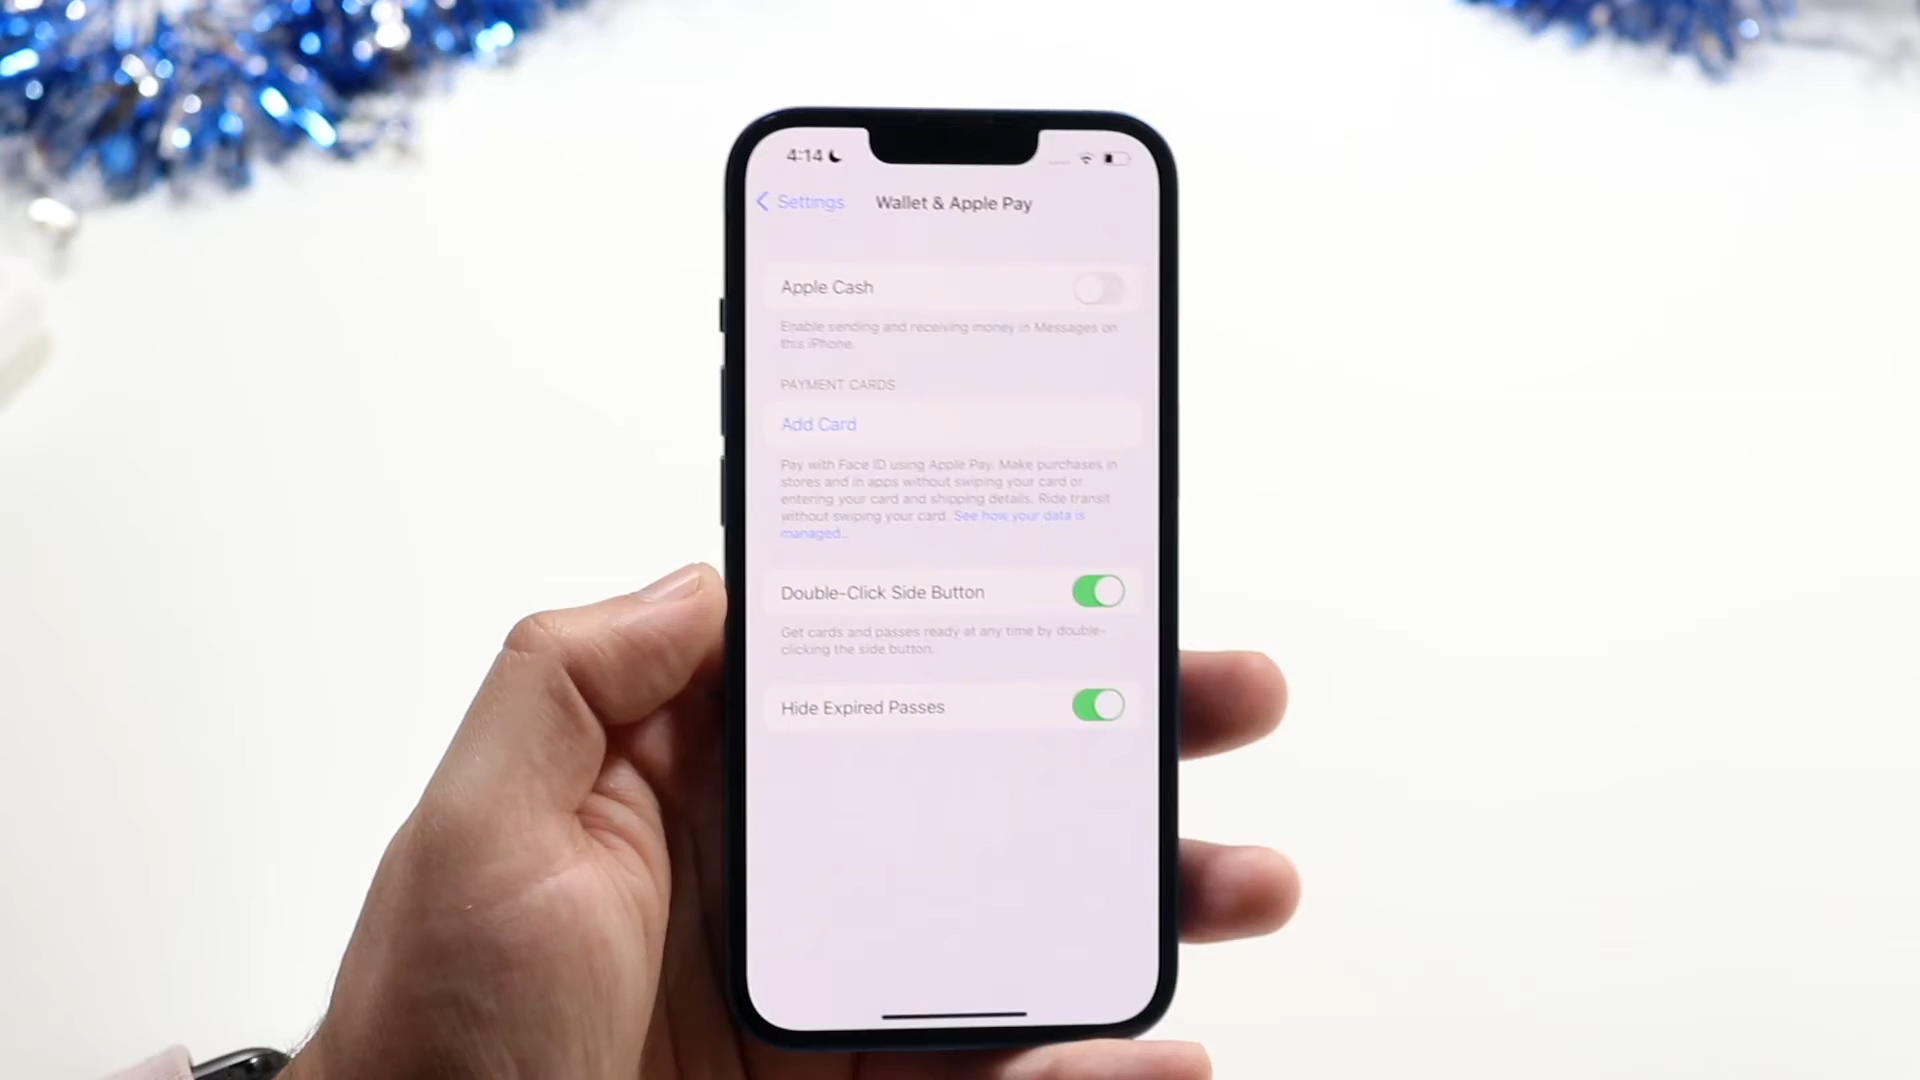 4:14
Settings
Wallet & Apple Pay
Apple Cash
Enable sending and receiving money in Messages on
this iPhone.
PAYMENT CARDS
Add Card
Pay with Face ID using Apple Pay. Make purchases in
stores and in apps without swiping your card or
entering your card and shipping details. Ride transit
without swiping your card. See how your data is
managed...
Double-Click Side Button
Get cards and passes ready at any time by double-
clicking the side button.
Hide Expired Passes